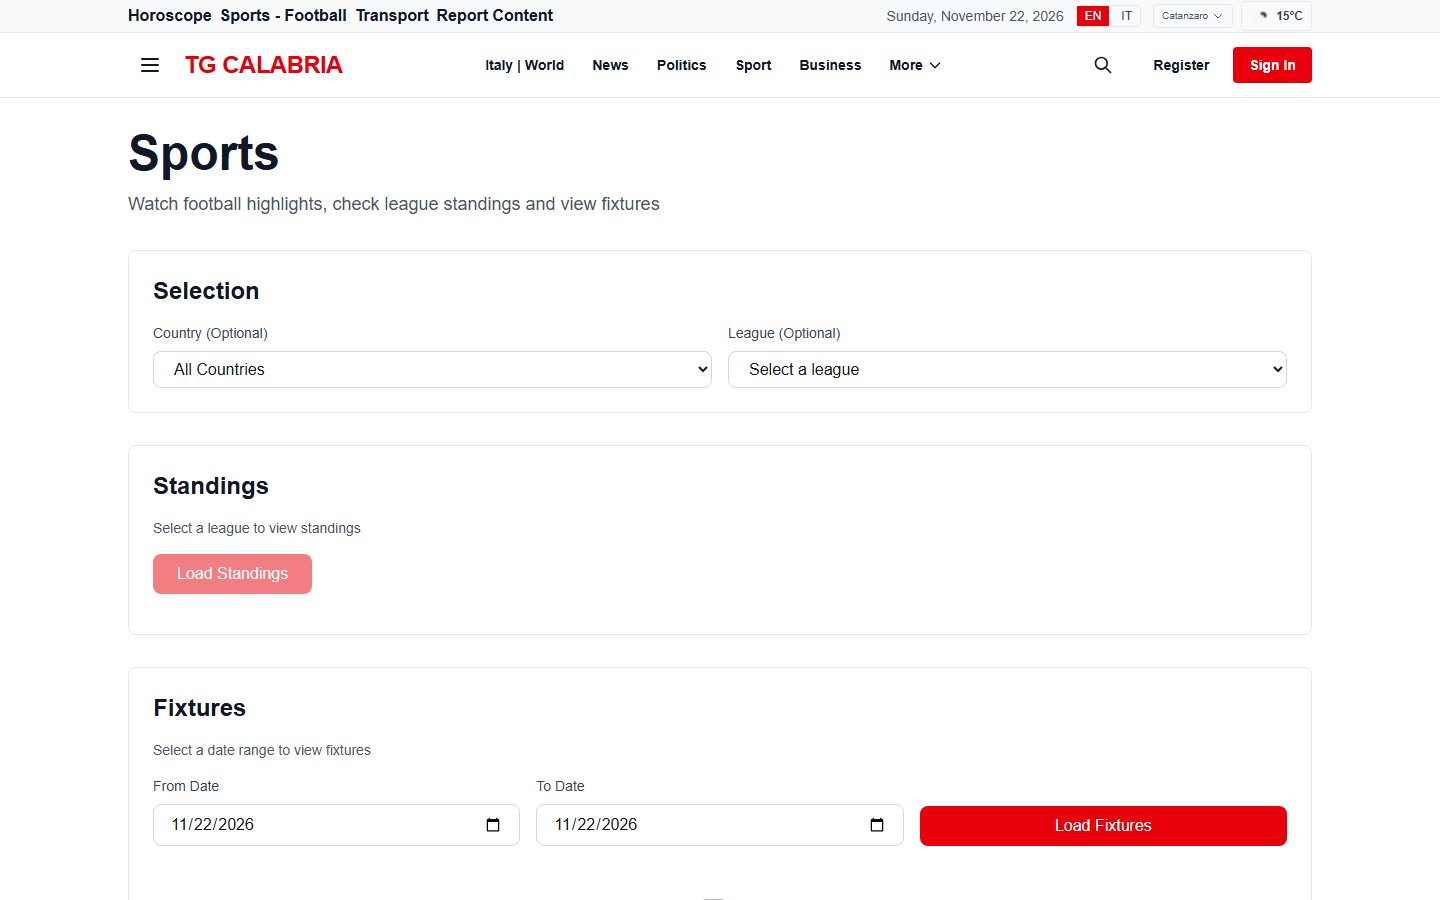 Horoscope Sports - Football Transport Report Content
Sunday, November 22, 2026 EN IT Catanzaro 15°C
TG CALABRIA Italy | World News Politics Sport Business More Register Sign In
Sports
Watch football highlights, check league standings and view fixtures
Selection
Country (Optional) League (Optional)
All Countries Select a league
Standings
Select a league to view standings
Load Standings
Fixtures
Select a date range to view fixtures
From Date To Date
11/22/2026 11/22/2026 Load Fixtures